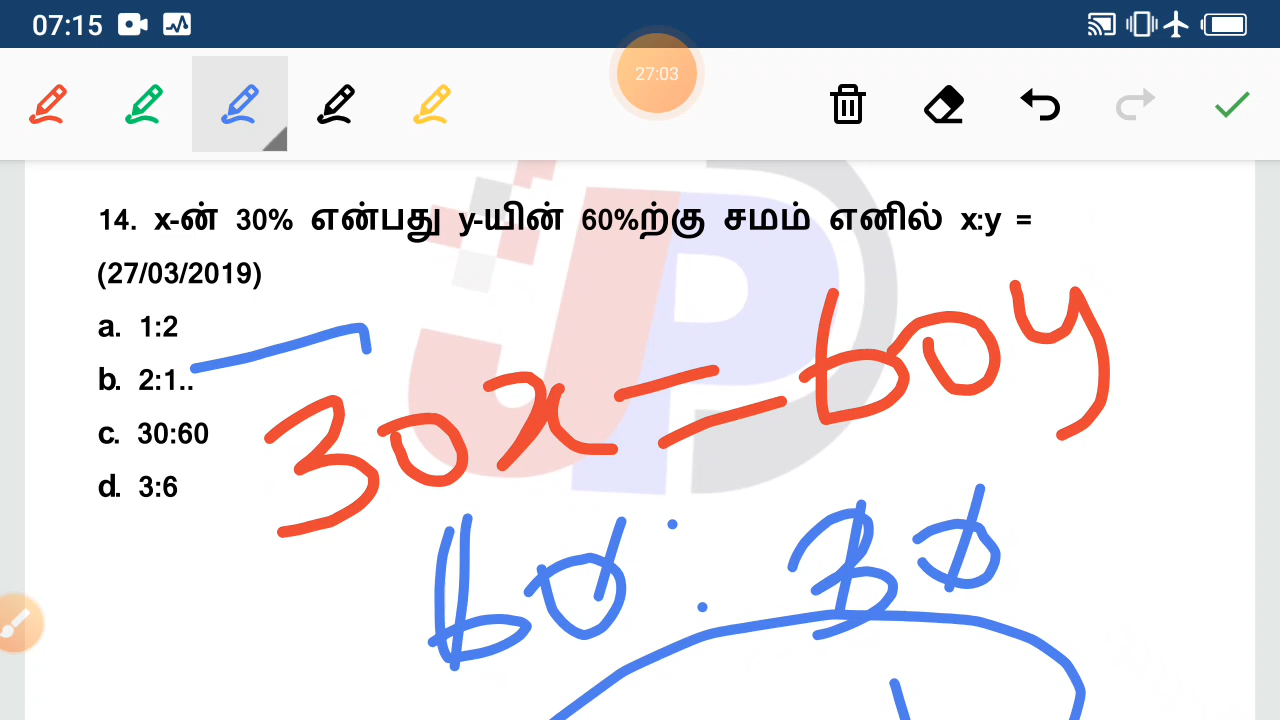 07:15
27:03
14. x-ன் 30% என்பது y-யின் 60%ற்கு சமம் எனில் x:y =
(27/03/2019)
a. 1:2
b. 2:1..
c. 30:60
d. 3:6
30x = 60y
60 : 30